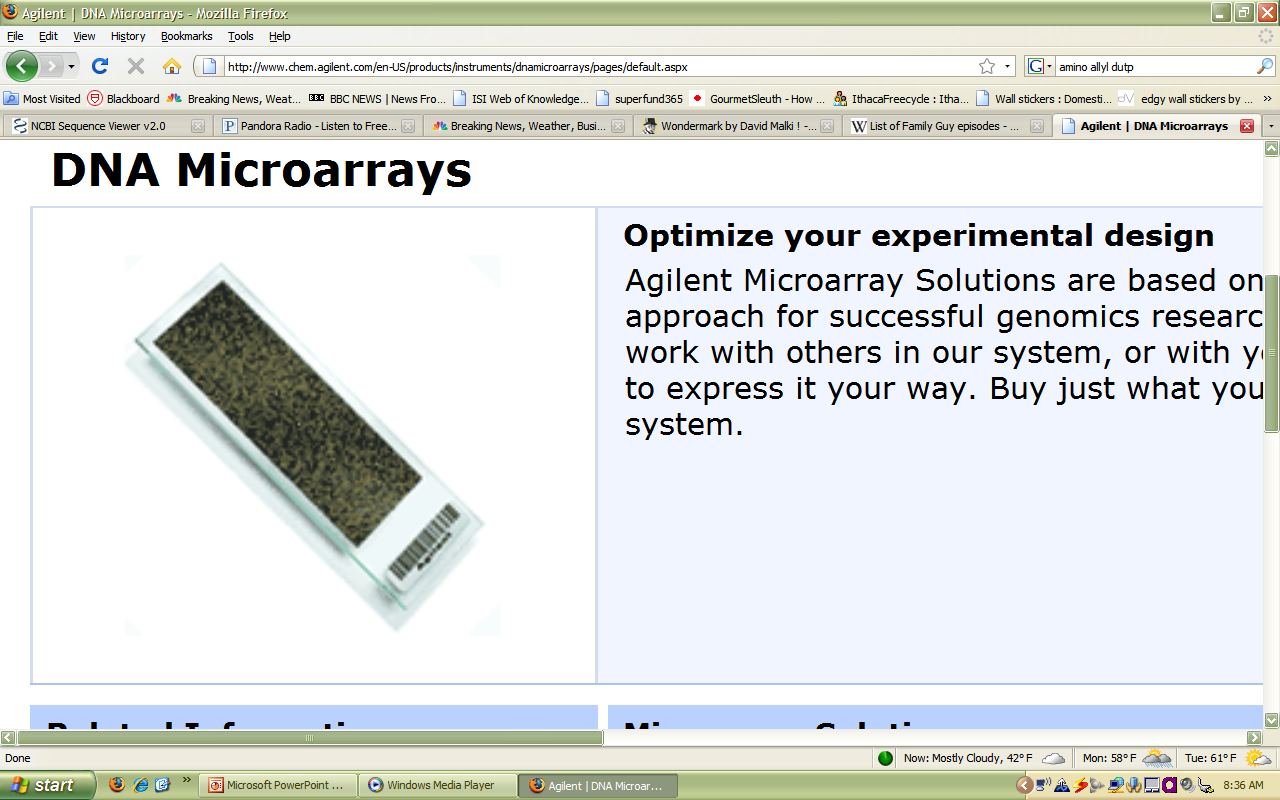 Agilent | DNA Microarrays - Mozilla Firefox
File Edit View History Bookmarks Tools Help
http://www.chem.agilent.com/en-US/products/instruments/dnamicroarrays/pages/default.aspx
amino allyl dutp
Most Visited Blackboard Breaking News, Weat... BBC NEWS | News Fro... ISI Web of Knowledge... superfund365 GourmetSleuth - How ... IthacaFreecycle : Itha... Wall stickers : Domesti... edgy wall stickers by ... »
NCBI Sequence Viewer v2.0 Pandora Radio - Listen to Free... Breaking News, Weather, Busi... Wondermark by David Malki ! -... List of Family Guy episodes - ... Agilent | DNA Microarrays
DNA Microarrays
Optimize your experimental design
Agilent Microarray Solutions are based on
approach for successful genomics researc
work with others in our system, or with y
to express it your way. Buy just what you
system.
Done
Now: Mostly Cloudy, 42° F Mon: 58° F Tue: 61° F
start » Microsoft PowerPoint ... Windows Media Player Agilent | DNA Microar... 8:36 AM